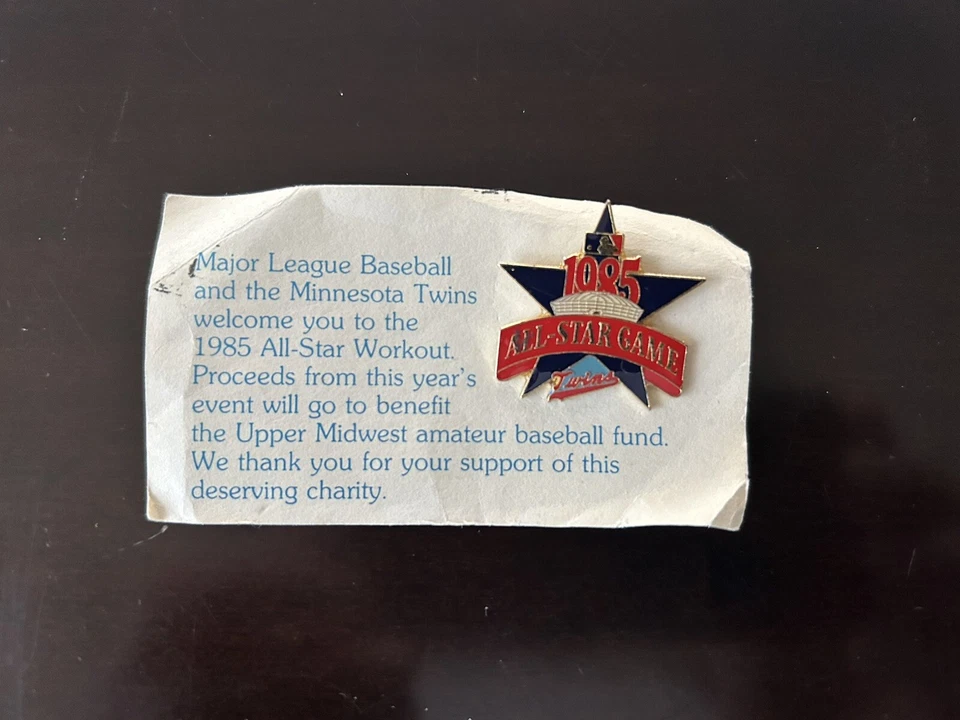 Major League Baseball
and the Minnesota Twins
welcome you to the
1985 All-Star Workout.
Proceeds from this year's
event will go to benefit
the Upper Midwest amateur baseball fund.
We thank you for your support of this
deserving charity.
1985
ALL-STAR GAME
Twins